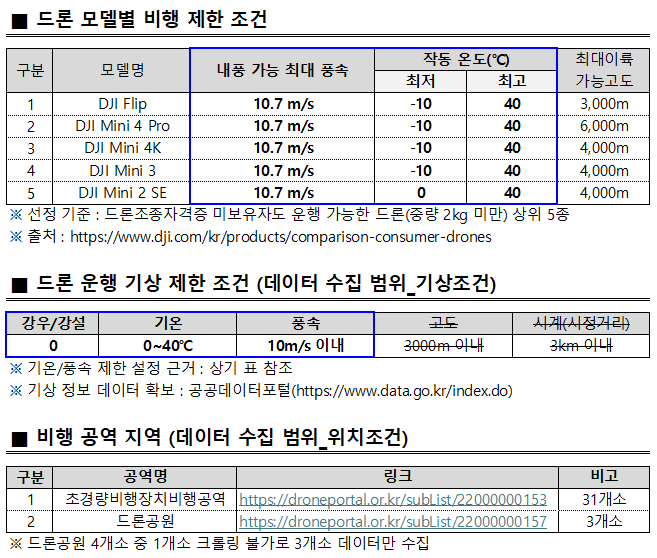 ■ 드론 모델별 비행 제한 조건
구분 모델명 내풍 가능 최대 풍속 작동 온도(℃) 최대이륙 가능고도
최저 최고
1 DJI Flip 10.7 m/s -10 40 3,000m
2 DJI Mini 4 Pro 10.7 m/s -10 40 6,000m
3 DJI Mini 4K 10.7 m/s -10 40 4,000m
4 DJI Mini 3 10.7 m/s -10 40 4,000m
5 DJI Mini 2 SE 10.7 m/s 0 40 4,000m
※ 선정 기준 : 드론조종자격증 미보유자도 운행 가능한 드론(중량 2kg 미만) 상위 5종
※ 출처 : https://www.dji.com/kr/products/comparison-consumer-drones
■ 드론 운행 기상 제한 조건 (데이터 수집 범위_기상조건)
강우/강설 기온 풍속 고도 시계(시정거리)
0 0~40℃ 10m/s 이내 3000m 이내 3km 이내
※ 기온/풍속 제한 설정 근거 : 상기 표 참조
※ 기상 정보 데이터 확보 : 공공데이터포털(https://www.data.go.kr/index.do)
■ 비행 공역 지역 (데이터 수집 범위_위치조건)
구분 공역명 링크 비고
1 초경량비행장치비행공역 https://droneportal.or.kr/subList/22000000153 31개소
2 드론공원 https://droneportal.or.kr/subList/22000000157 3개소
※ 드론공원 4개소 중 1개소 크롤링 불가로 3개소 데이터만 수집